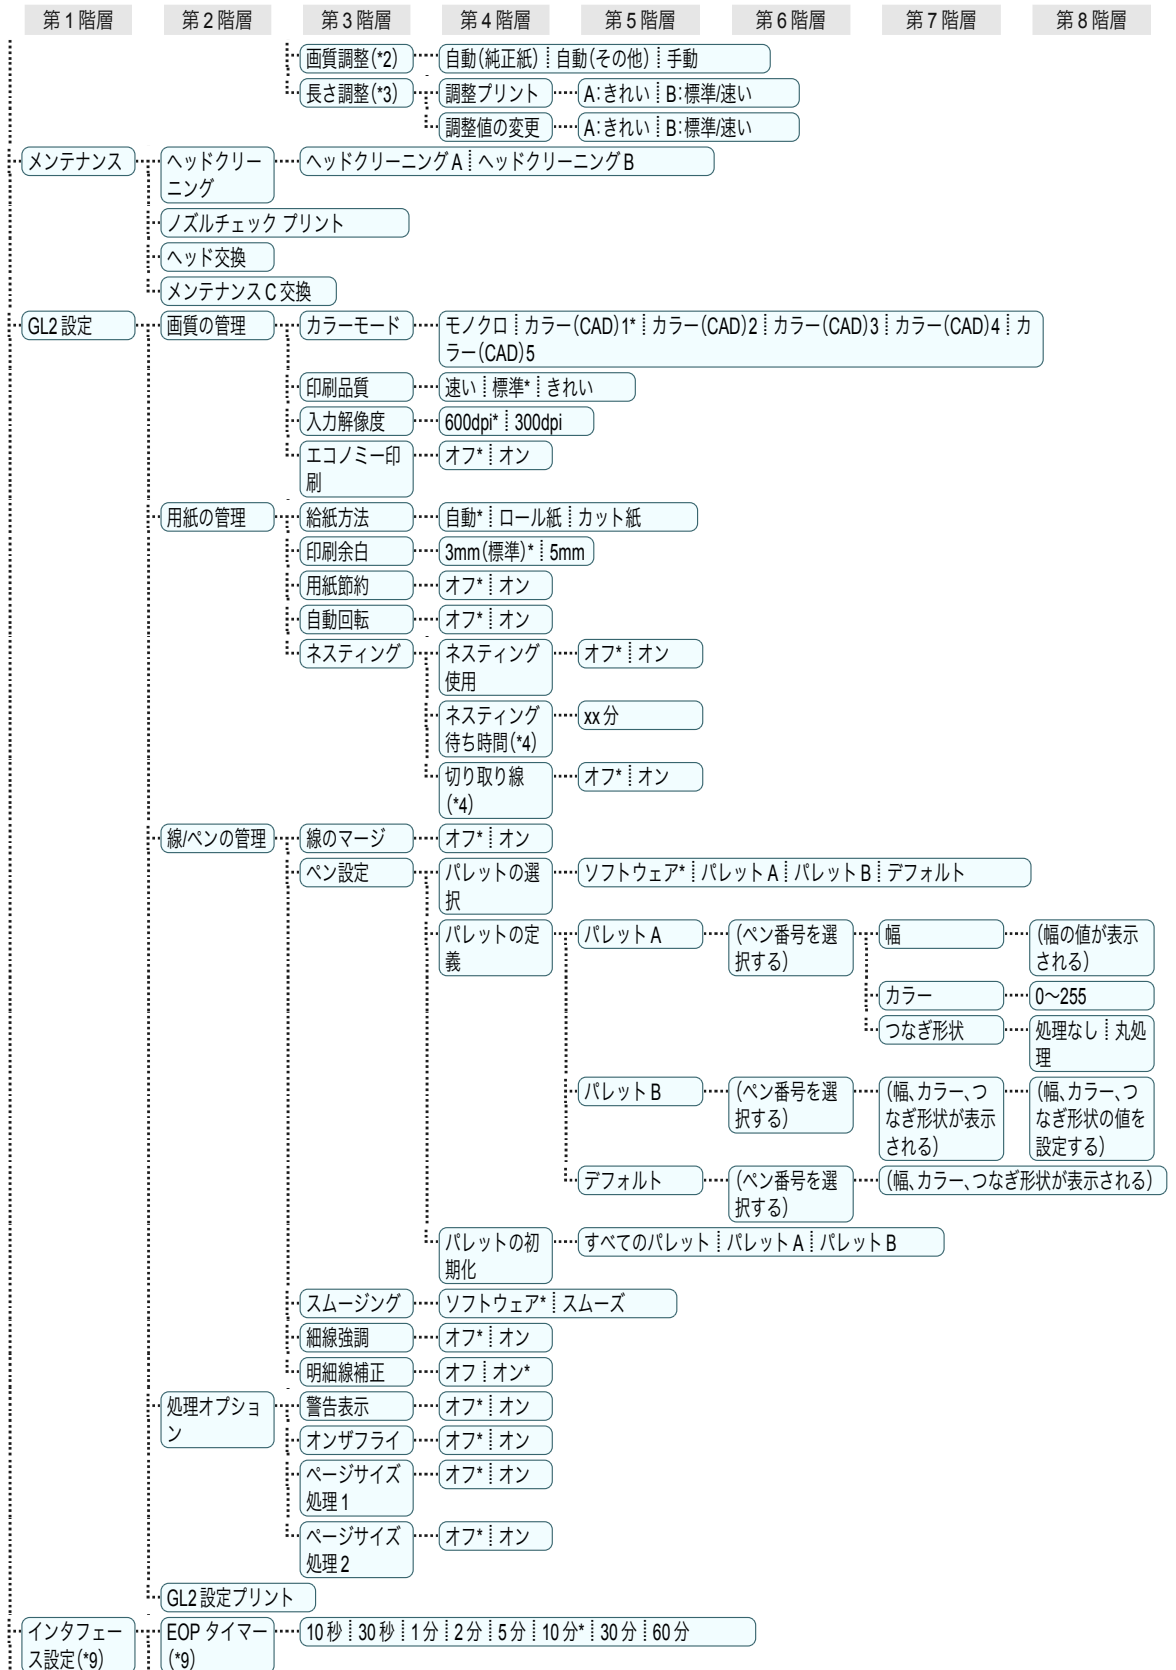 第1階層 第2階層 第3階層 第4階層 第5階層 第6階層 第7階層 第8階層
画質調整(*2) 自動(純正紙)┊自動(その他)┊手動
長さ調整(*3) 調整プリント A:きれい┊B:標準/速い
調整値の変更 A:きれい┊B:標準/速い
メンテナンス ヘッドクリー
ニング ヘッドクリーニングA┊ヘッドクリーニングB
ノズルチェック プリント
ヘッド交換
メンテナンスC交換
GL2設定 画質の管理 カラーモード モノクロ┊カラー(CAD)1*┊カラー(CAD)2┊カラー(CAD)3┊カラー(CAD)4┊カ
ラー(CAD)5
印刷品質 速い┊標準*┊きれい
入力解像度 600dpi*┊300dpi
エコノミー印
刷 オフ*┊オン
用紙の管理 給紙方法 自動*┊ロール紙┊カット紙
印刷余白 3mm(標準)*┊5mm
用紙節約 オフ*┊オン
自動回転 オフ*┊オン
ネスティング ネスティング
使用 オフ*┊オン
ネスティング
待ち時間(*4) xx分
切り取り線
(*4) オフ*┊オン
線/ペンの管理 線のマージ オフ*┊オン
ペン設定 パレットの選
択 ソフトウェア*┊パレットA┊パレットB┊デフォルト
パレットの定
義 パレットA (ペン番号を選
択する) 幅 (幅の値が表示
される)
カラー 0～255
つなぎ形状 処理なし┊丸処
理
パレットB (ペン番号を選
択する) (幅、カラー、つ
なぎ形状が表示
される) (幅、カラー、つ
なぎ形状の値を
設定する)
デフォルト (ペン番号を選
択する) (幅、カラー、つなぎ形状が表示される)
パレットの初
期化 すべてのパレット┊パレットA┊パレットB
スムージング ソフトウェア*┊スムーズ
細線強調 オフ*┊オン
明細線補正 オフ┊オン*
処理オプショ
ン 警告表示 オフ*┊オン
オンザフライ オフ*┊オン
ページサイズ
処理1 オフ*┊オン
ページサイズ
処理2 オフ*┊オン
GL2設定プリント
インタフェー
ス設定(*9) EOP タイマー
(*9) 10秒┊30秒┊1分┊2分┊5分┊10分*┊30分┊60分